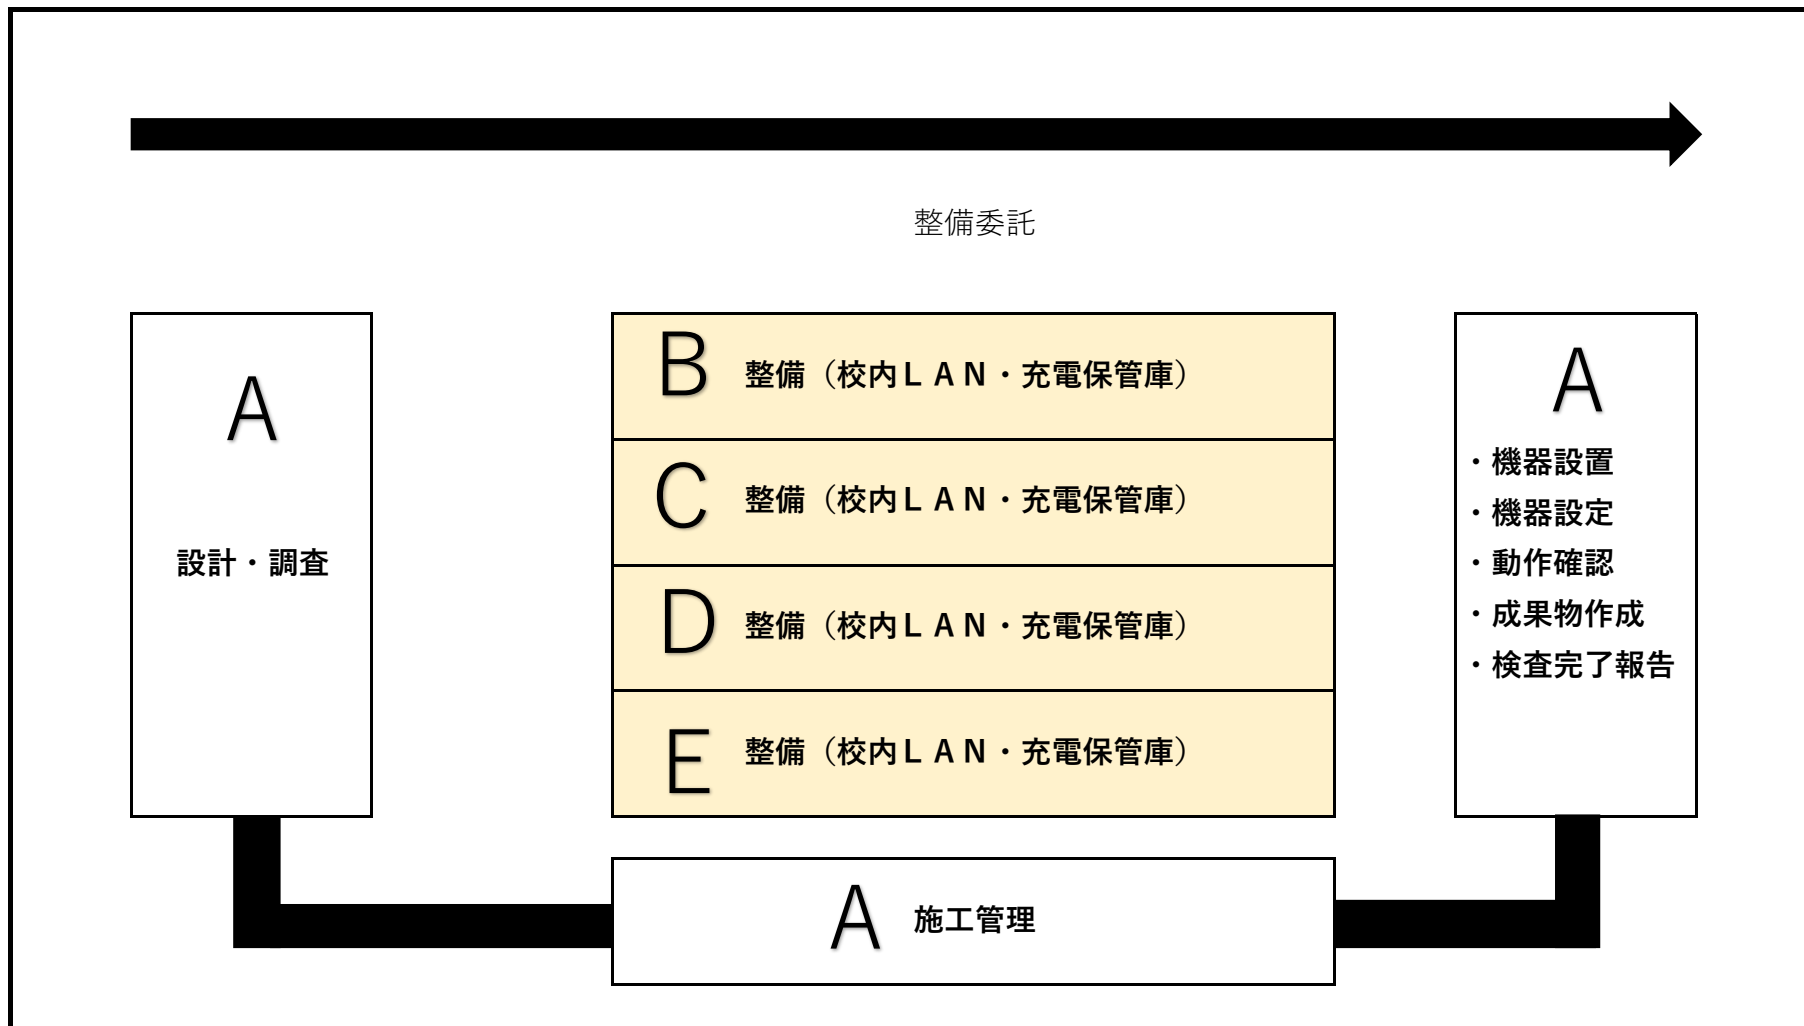 整備委託
A
設計・調査
B 整備（校内ＬＡＮ・充電保管庫）
C 整備（校内ＬＡＮ・充電保管庫）
D 整備（校内ＬＡＮ・充電保管庫）
E 整備（校内ＬＡＮ・充電保管庫）
A
・機器設置
・機器設定
・動作確認
・成果物作成
・検査完了報告
A 施工管理